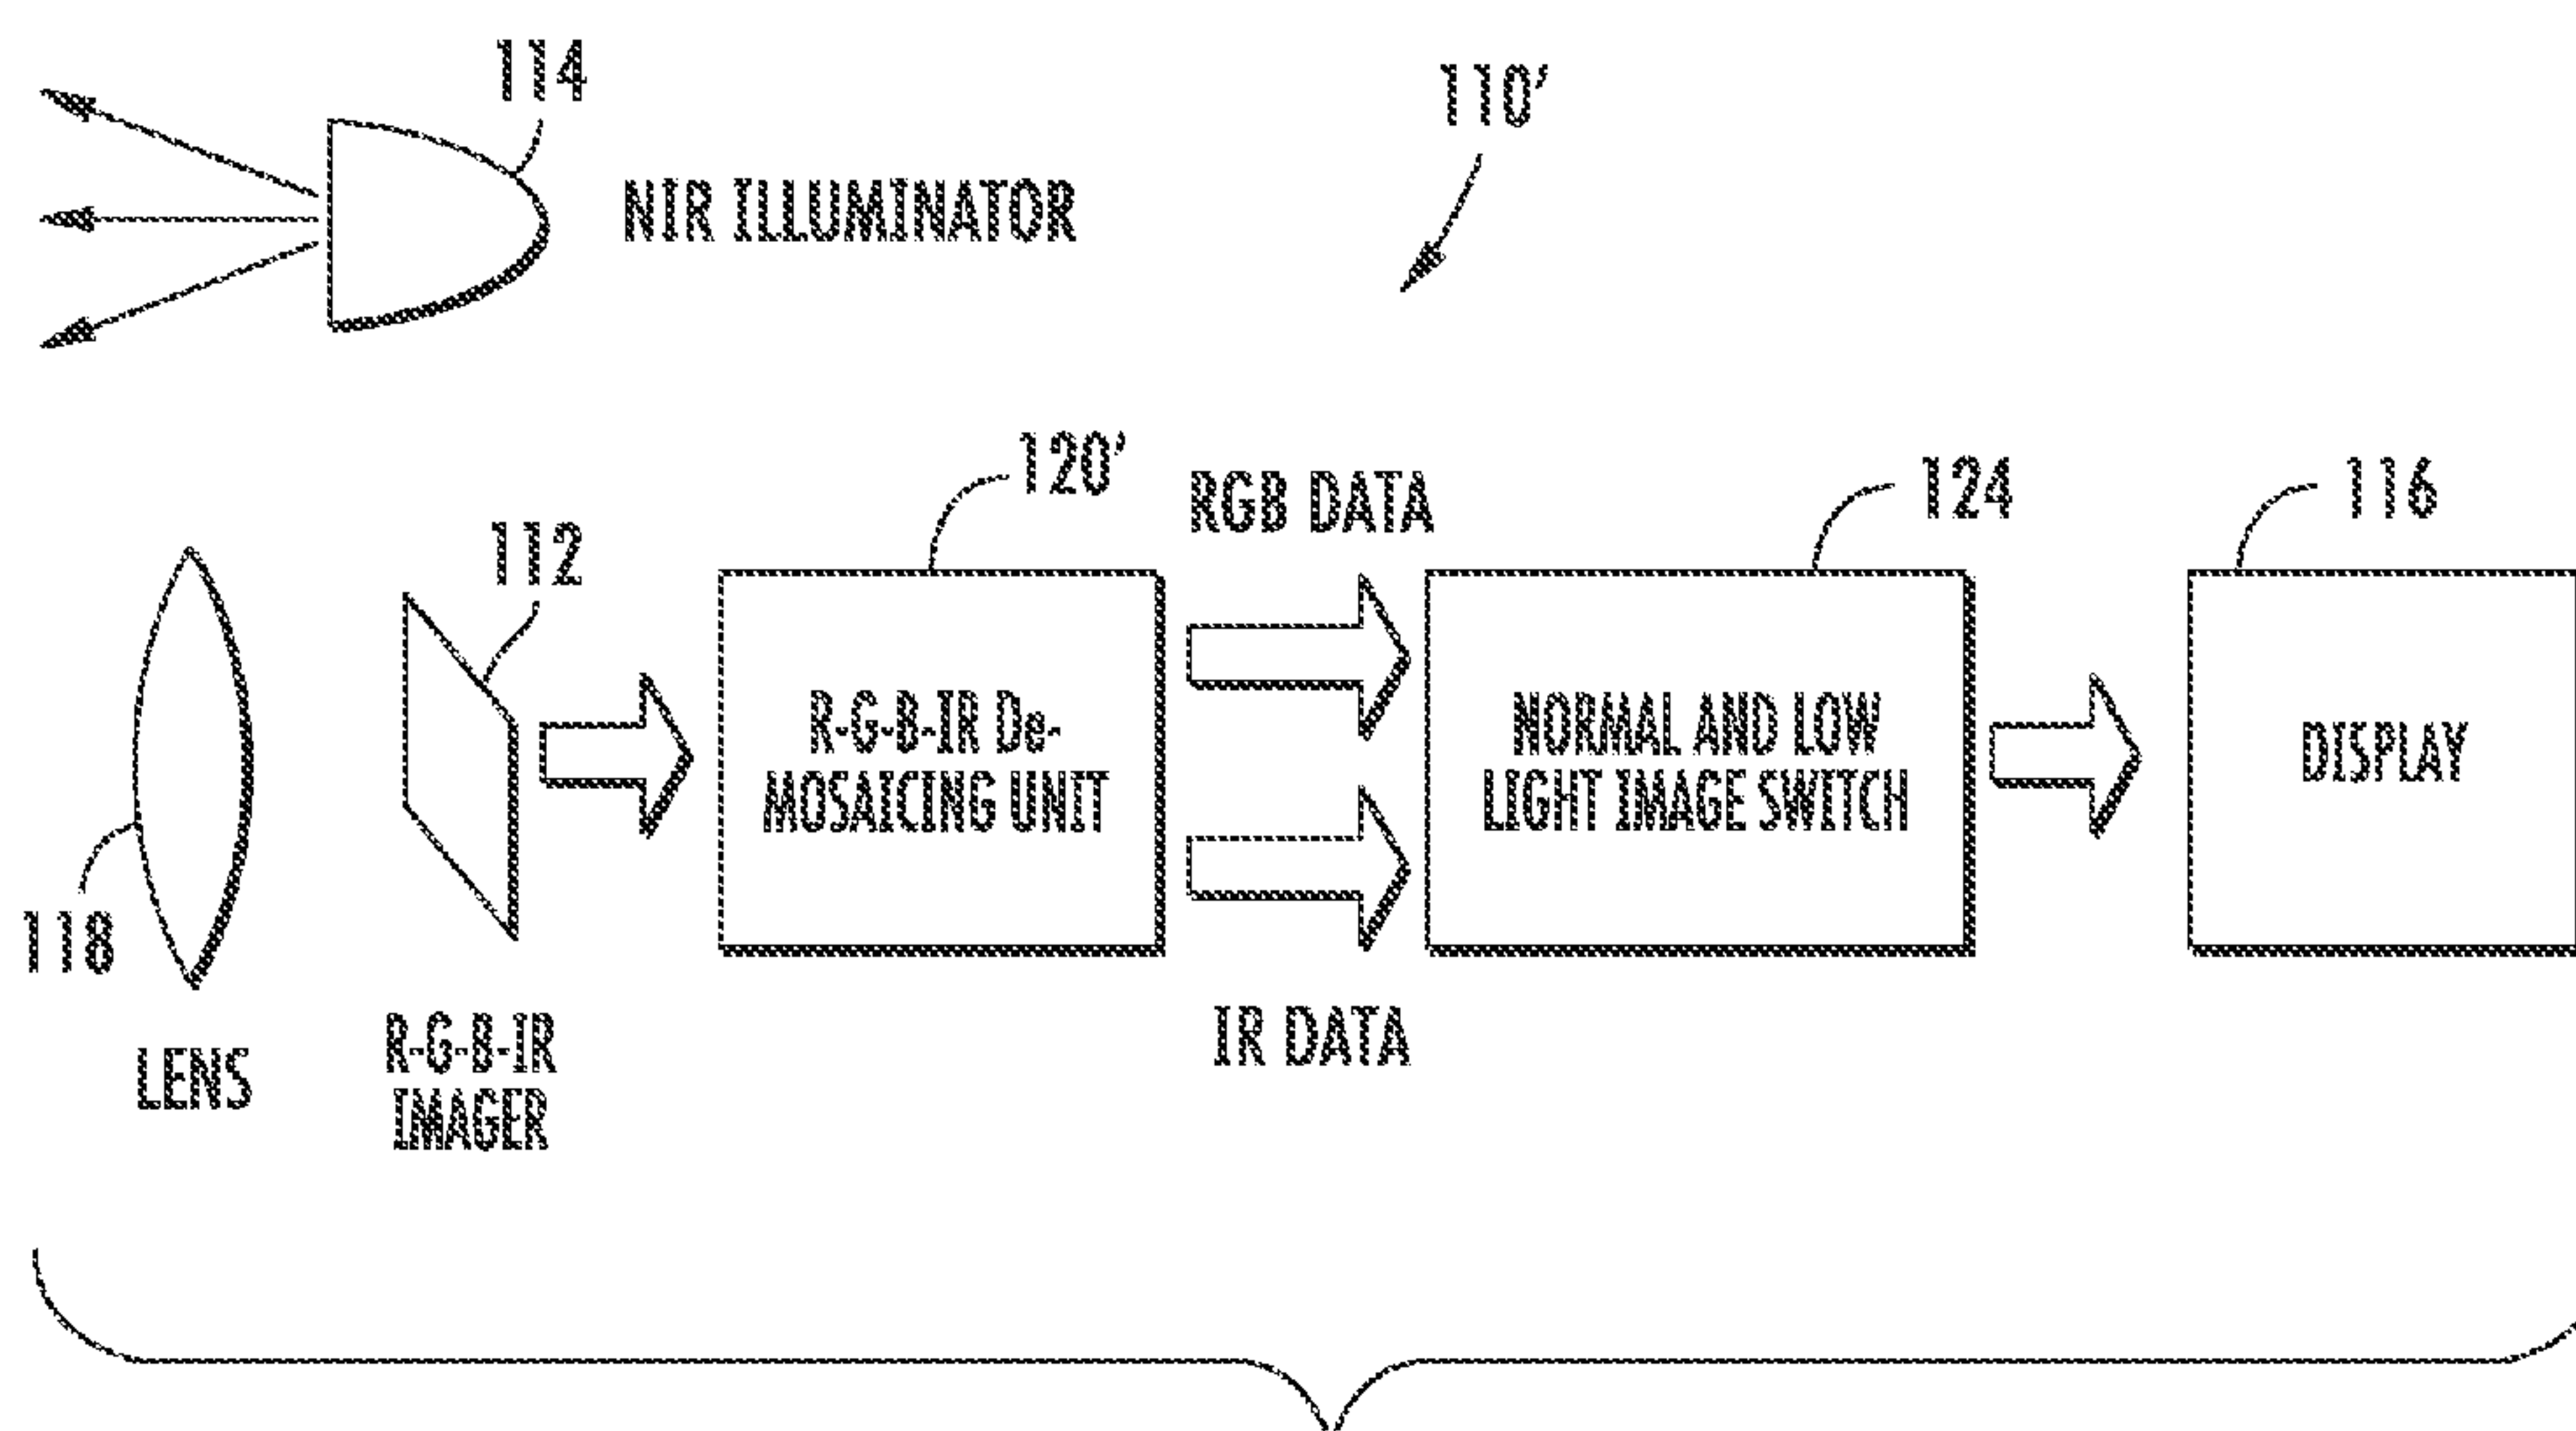 114
110'
NIR ILLUMINATOR
120'
RGB DATA
124
116
112
R-G-B-IR De-
MOSAICING UNIT
NORMAL AND LOW
LIGHT IMAGE SWITCH
DISPLAY
118
LENS
R-G-B-IR
IMAGER
IR DATA